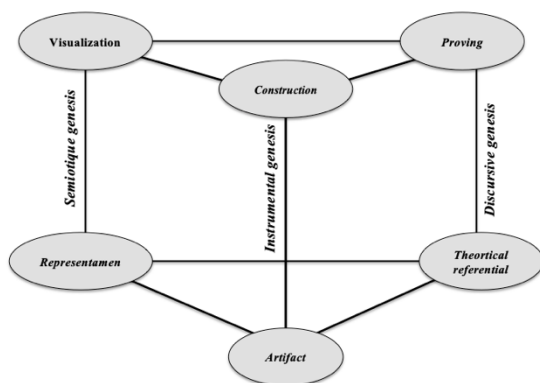 Visualization
Proving
Construction
Semiotique genesis
Instrumental genesis
Discursive genesis
Representamen
Theortical
referential
Artifact